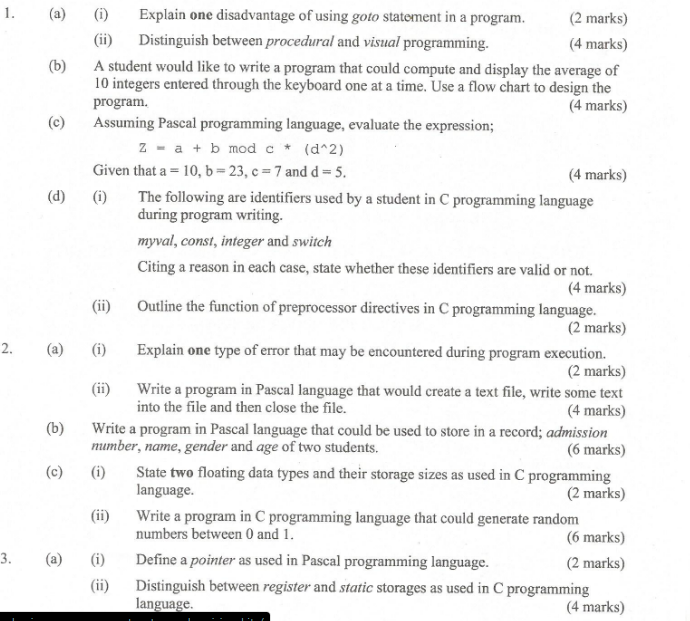 1. (a) (i) Explain one disadvantage of using goto statement in a program. (2 marks)
(ii) Distinguish between procedural and visual programming. (4 marks)
(b) A student would like to write a program that could compute and display the average of
10 integers entered through the keyboard one at a time. Use a flow chart to design the
program. (4 marks)
(c) Assuming Pascal programming language, evaluate the expression;
Z = a + b mod c * (d^2)
Given that a = 10, b = 23, c = 7 and d = 5. (4 marks)
(d) (i) The following are identifiers used by a student in C programming language
during program writing.
myval, const, integer and switch
Citing a reason in each case, state whether these identifiers are valid or not.
(4 marks)
(ii) Outline the function of preprocessor directives in C programming language.
(2 marks)
2. (a) (i) Explain one type of error that may be encountered during program execution.
(2 marks)
(ii) Write a program in Pascal language that would create a text file, write some text
into the file and then close the file. (4 marks)
(b) Write a program in Pascal language that could be used to store in a record; admission
number, name, gender and age of two students. (6 marks)
(c) (i) State two floating data types and their storage sizes as used in C programming
language. (2 marks)
(ii) Write a program in C programming language that could generate random
numbers between 0 and 1. (6 marks)
3. (a) (i) Define a pointer as used in Pascal programming language. (2 marks)
(ii) Distinguish between register and static storages as used in C programming
language. (4 marks)